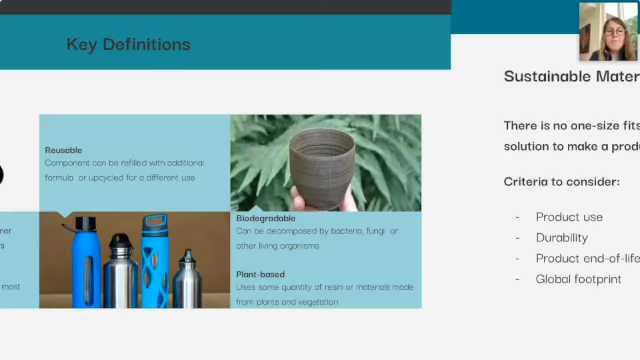 Key Definitions
Reusable
Component can be refilled with additional
formula or upcycled for a different use
mer
s
most
Biodegradable
Can be decomposed by bacteria, fungi or
other living organisms
Plant-based
Uses some quantity of resin or materials made
from plants and vegetation
Sustainable Mater
There is no one-size fits
solution to make a produ
Criteria to consider:
- Product use
- Durability
- Product end-of-life
- Global footprint